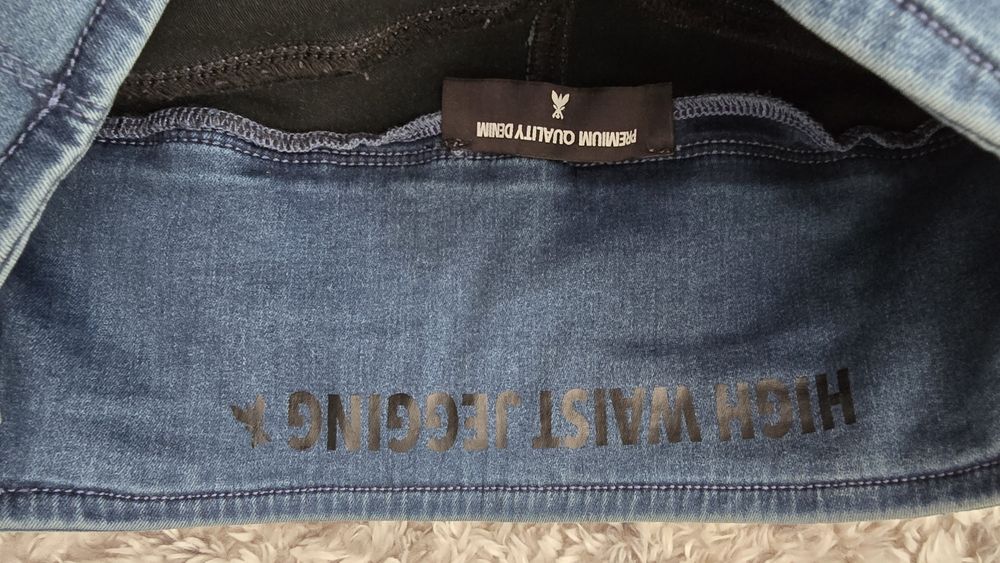 HIGH WAIST JEGGING
PREMIUM QUALITY DENIM